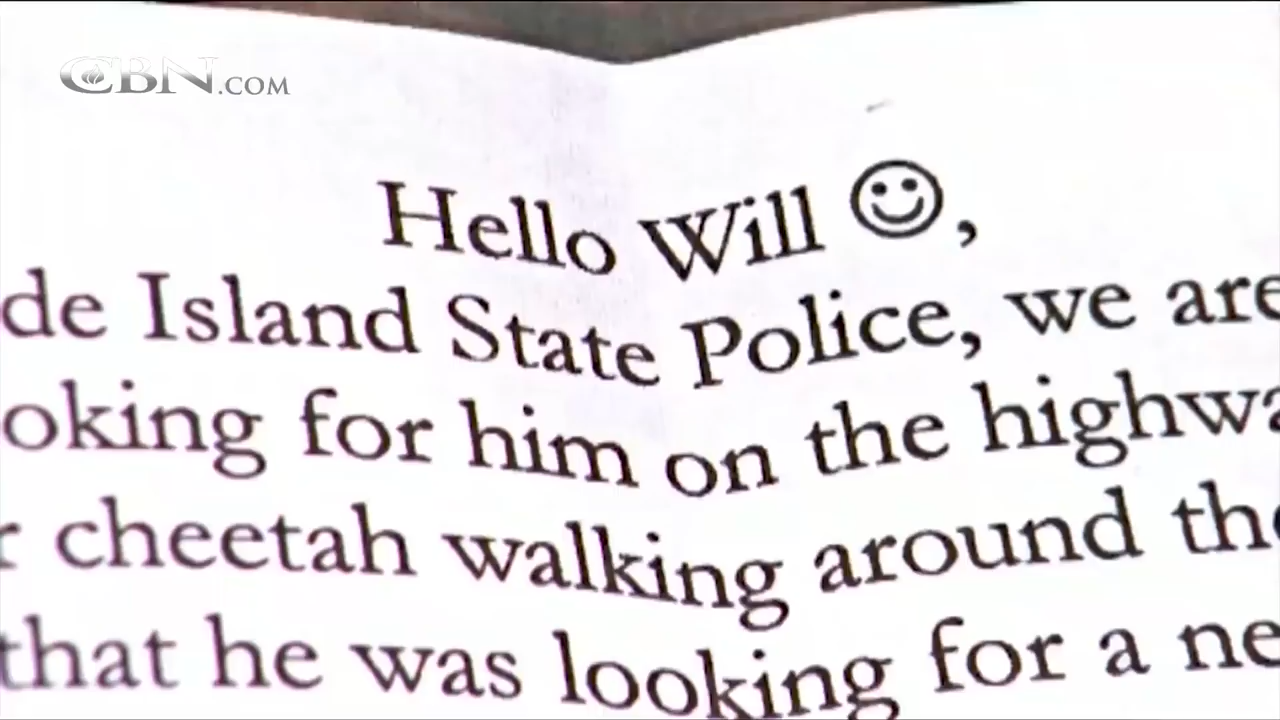 CBN.COM
Hello Will ☺,
de Island State Police, we are
oking for him on the highwa
r cheetah walking around the
that he was looking for a ne